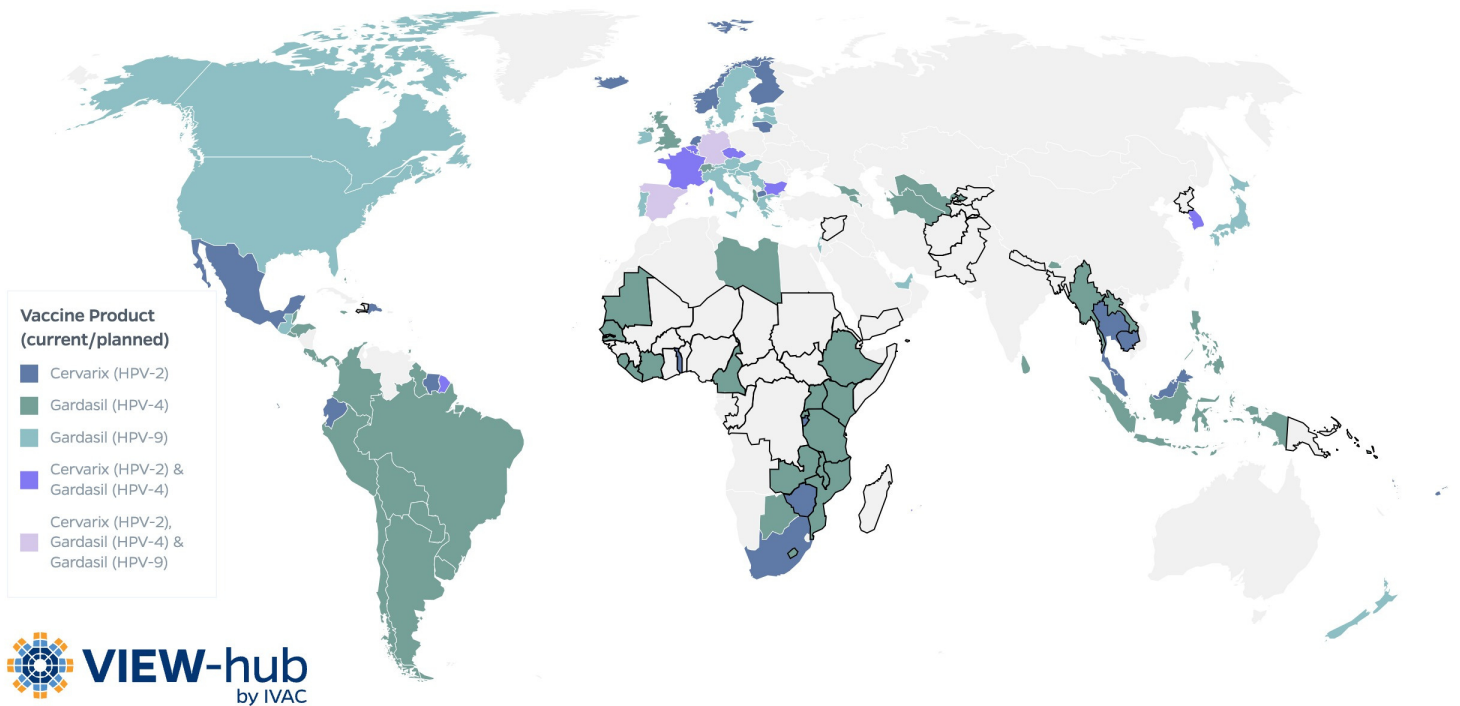 Vaccine Product
(current/planned)
Cervarix (HPV-2)
Gardasil (HPV-4)
Gardasil (HPV-9)
Cervarix (HPV-2) &
Gardasil (HPV-4)
Cervarix (HPV-2),
Gardasil (HPV-4) &
Gardasil (HPV-9)
VIEW-hub
by IVAC